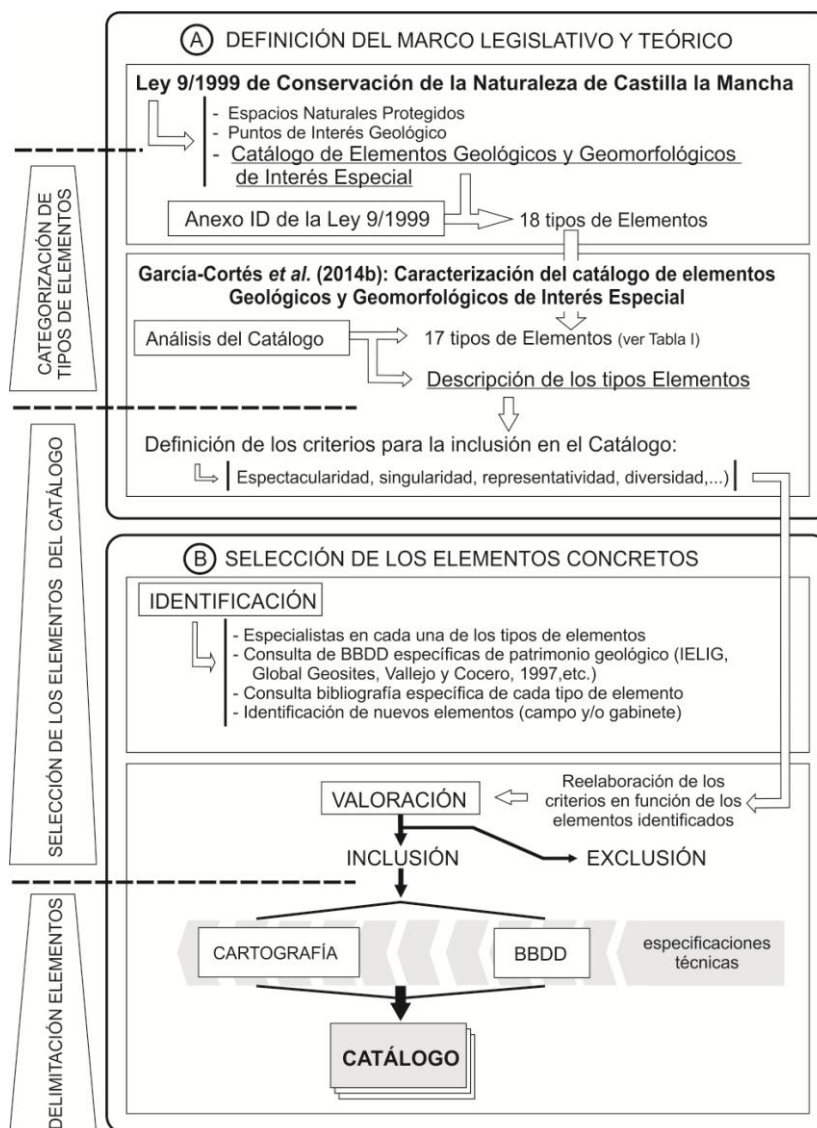 A DEFINICIÓN DEL MARCO LEGISLATIVO Y TEÓRICO
Ley 9/1999 de Conservación de la Naturaleza de Castilla la Mancha
- Espacios Naturales Protegidos
- Puntos de Interés Geológico
- Catálogo de Elementos Geológicos y Geomorfológicos
de Interés Especial
Anexo ID de la Ley 9/1999
18 tipos de Elementos
CATEGORIZACIÓN DE
TIPOS DE ELEMENTOS
García-Cortés et al. (2014b): Caracterización del catálogo de elementos
Geológicos y Geomorfológicos de Interés Especial
Análisis del Catálogo
17 tipos de Elementos (ver Tabla I)
Descripción de los tipos Elementos
Definición de los criterios para la inclusión en el Catálogo:
Espectacularidad, singularidad, representatividad, diversidad,...)
SELECCIÓN DE LOS ELEMENTOS DEL CATÁLOGO
B SELECCIÓN DE LOS ELEMENTOS CONCRETOS
IDENTIFICACIÓN
- Especialistas en cada una de los tipos de elementos
- Consulta de BBDD específicas de patrimonio geológico (IELIG,
Global Geosites, Vallejo y Cocero, 1997,etc.)
- Consulta bibliografía específica de cada tipo de elemento
- Identificación de nuevos elementos (campo y/o gabinete)
VALORACIÓN
Reelaboración de los
criterios en función de los
elementos identificados
INCLUSIÓN
EXCLUSIÓN
DELIMITACIÓN ELEMENTOS
CARTOGRAFÍA
BBDD
especificaciones
técnicas
CATÁLOGO